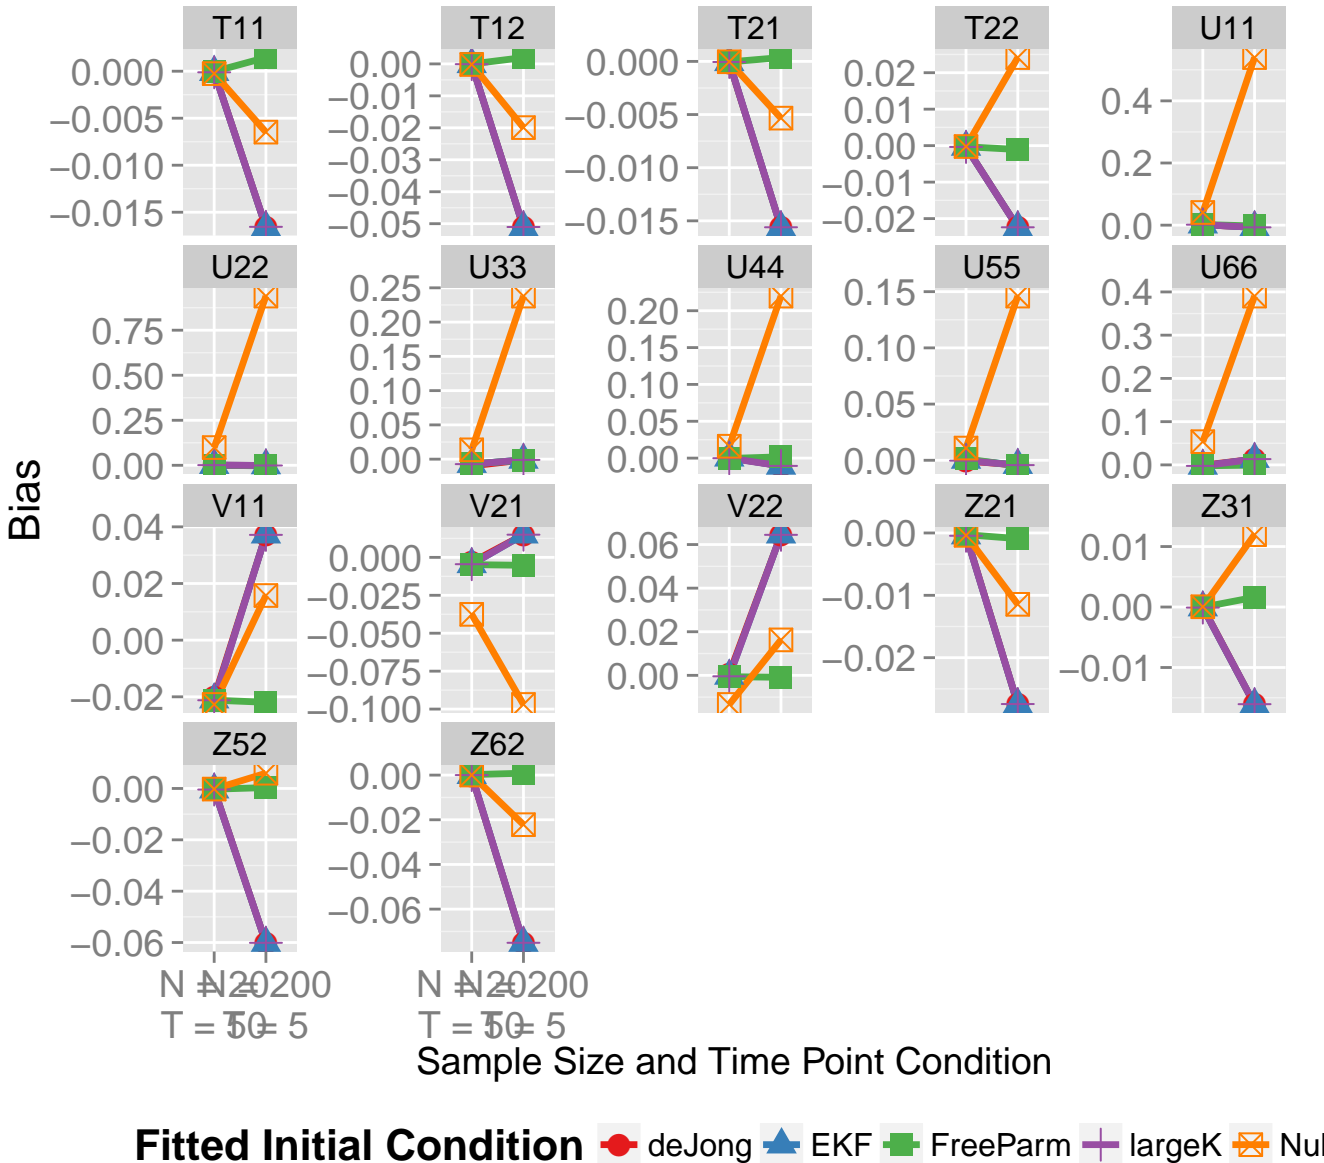 T11 T12 T21 T22 U11
0.000 −0.005 −0.010 −0.015
0.00 −0.01 −0.02 −0.03 −0.04 −0.05
0.000 −0.005 −0.010 −0.015
0.02 0.01 0.00 −0.01 −0.02
0.4 0.2 0.0
U22 U33 U44 U55 U66
0.75 0.50 0.25 0.00
0.25 0.20 0.15 0.10 0.05 0.00
0.20 0.15 0.10 0.05 0.00
0.15 0.10 0.05 0.00
0.4 0.3 0.2 0.1 0.0
Bias
V11 V21 V22 Z21 Z31
0.04 0.02 0.00 −0.02
0.000 −0.025 −0.050 −0.075 −0.100
0.06 0.04 0.02 0.00
0.00 −0.01 −0.02
0.01 0.00 −0.01
Z52 Z62
0.00 −0.02 −0.04 −0.06
0.00 −0.02 −0.04 −0.06
N = 20 N = 200 N = 20 N = 200
T = 50 T = 5 T = 50 T = 5
Sample Size and Time Point Condition
Fitted Initial Condition deJong EKF FreeParm largeK Nul